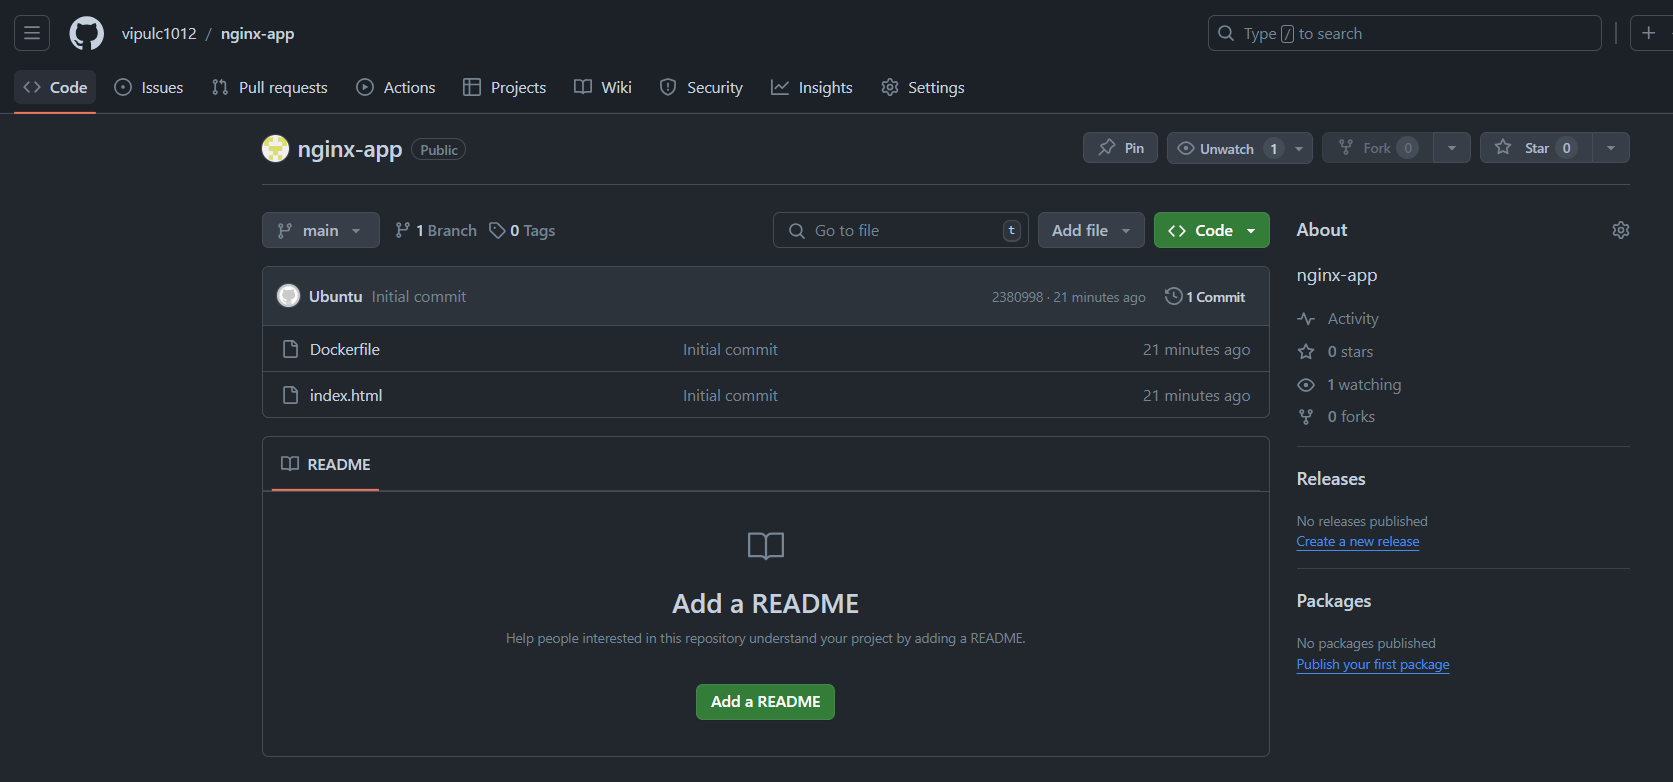 vipulc1012 / nginx-app
Type / to search
Code Issues Pull requests Actions Projects Wiki Security Insights Settings
nginx-app Public
Pin Unwatch 1 Fork 0 Star 0
main 1 Branch 0 Tags
Go to file t Add file Code
Ubuntu Initial commit 2380998 · 21 minutes ago 1 Commit
Dockerfile Initial commit 21 minutes ago
index.html Initial commit 21 minutes ago
README
Add a README
Help people interested in this repository understand your project by adding a README.
Add a README
About
nginx-app
Activity
0 stars
1 watching
0 forks
Releases
No releases published
Create a new release
Packages
No packages published
Publish your first package